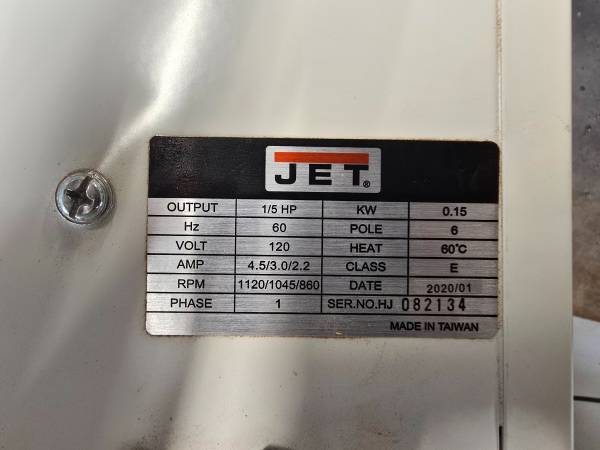 JET®
OUTPUT 1/5 HP KW 0.15
Hz 60 POLE 6
VOLT 120 HEAT 60°C
AMP 4.5/3.0/2.2 CLASS E
RPM 1120/1045/860 DATE 2020/01
PHASE 1 SER.NO.HJ 082134
MADE IN TAIWAN